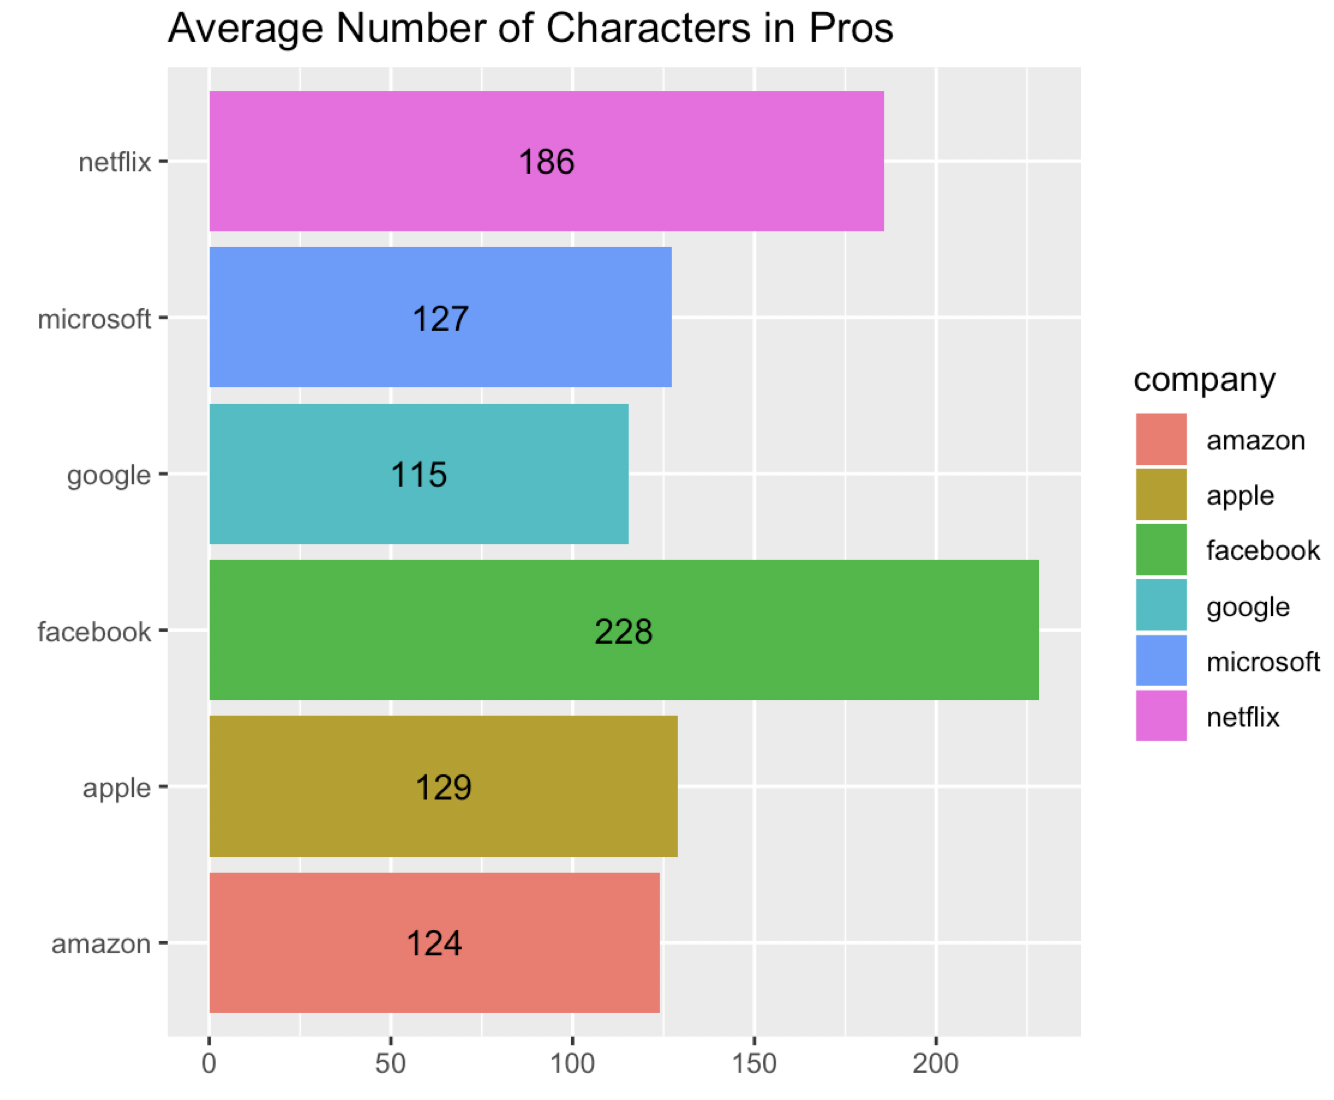 Average Number of Characters in Pros
netflix
186
microsoft
127
google
115
facebook
228
apple
129
amazon
124
0 50 100 150 200
company
amazon
apple
facebook
google
microsoft
netflix